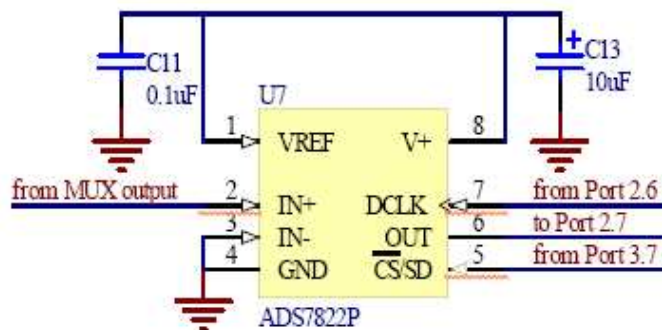 C11
0.1uF
C13
10uF
U7
1 VREF V+ 8
from MUX output 2 IN+ DCLK 7 from Port 2.6
3 IN- OUT 6 to Port 2.7
4 GND CS/SD 5 from Port 3.7
ADS7822P